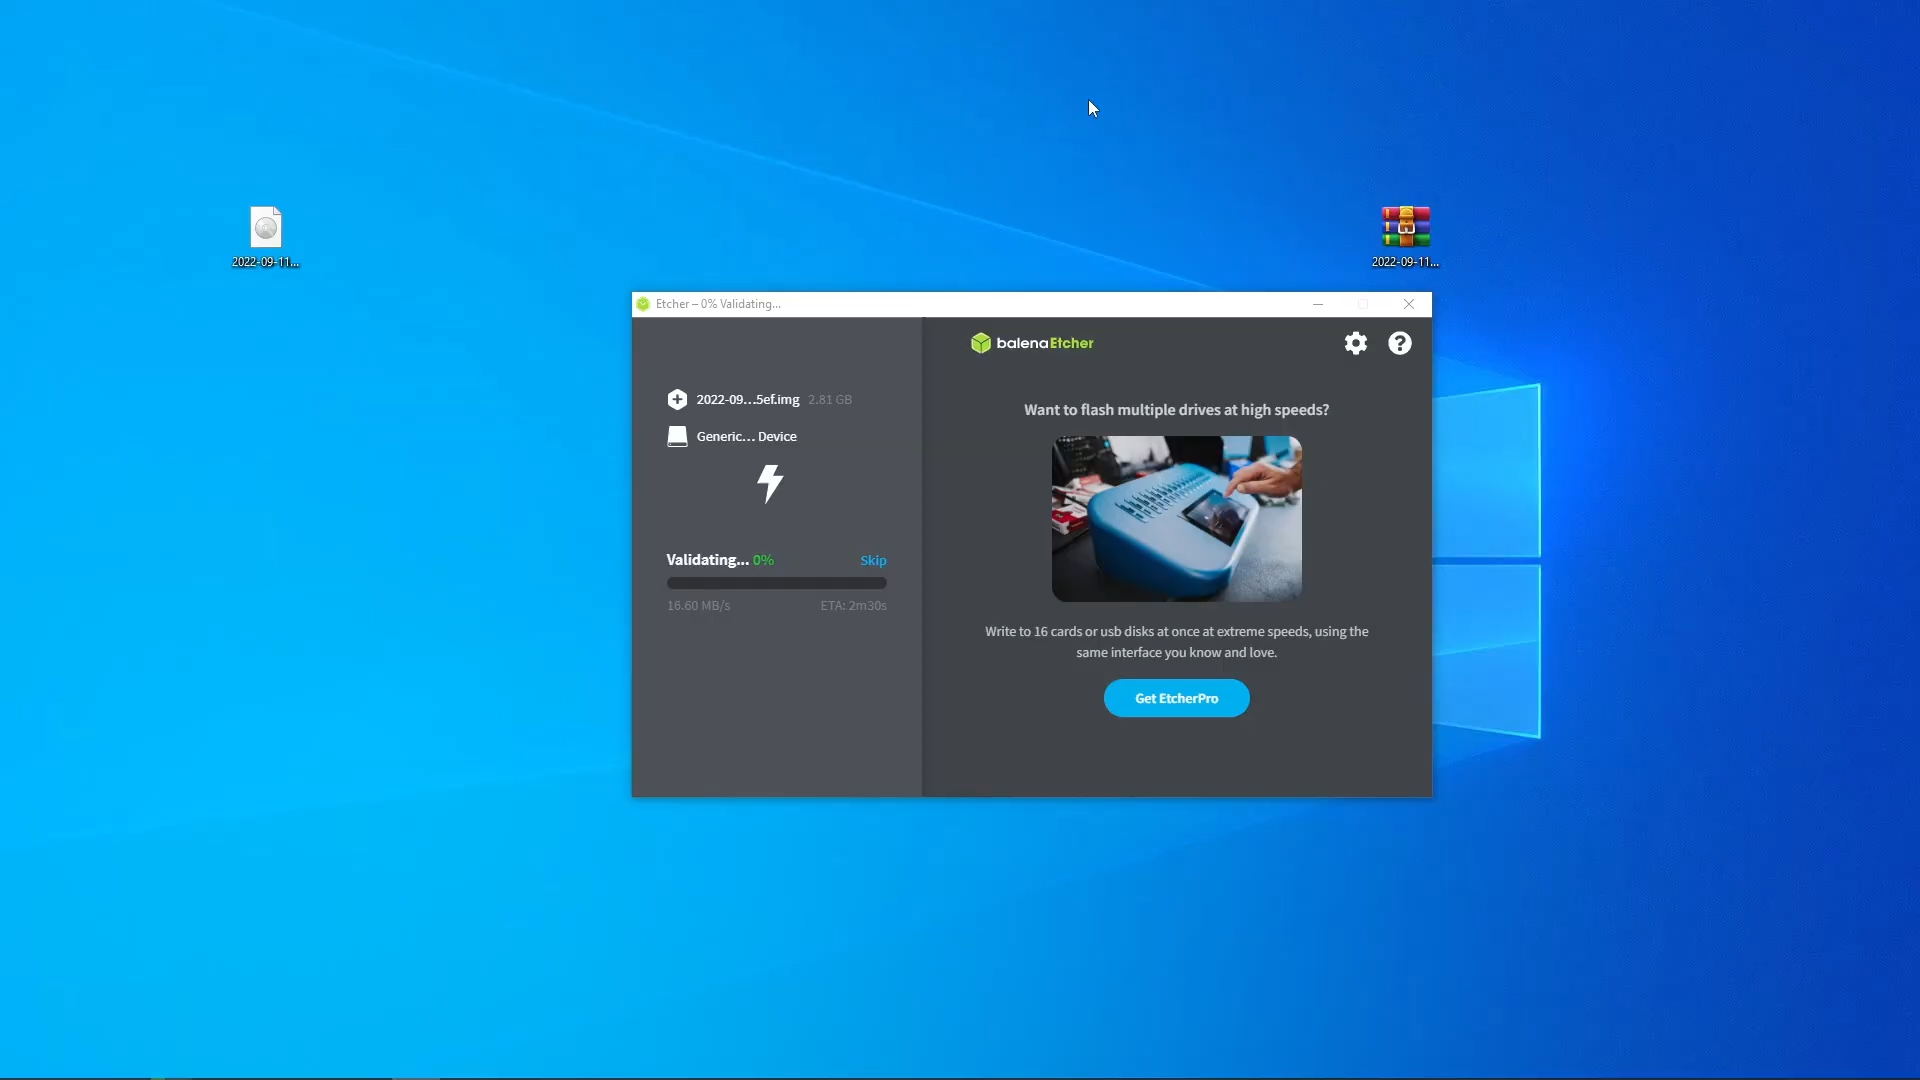 2022-09-11...
2022-09-11...
Etcher – 0% Validating...
balenaEtcher
2022-09...5ef.img 2.81 GB
Generic... Device
Validating... 0% Skip
16.60 MB/s ETA: 2m30s
Want to flash multiple drives at high speeds?
Write to 16 cards or usb disks at once at extreme speeds, using the
same interface you know and love.
Get EtcherPro